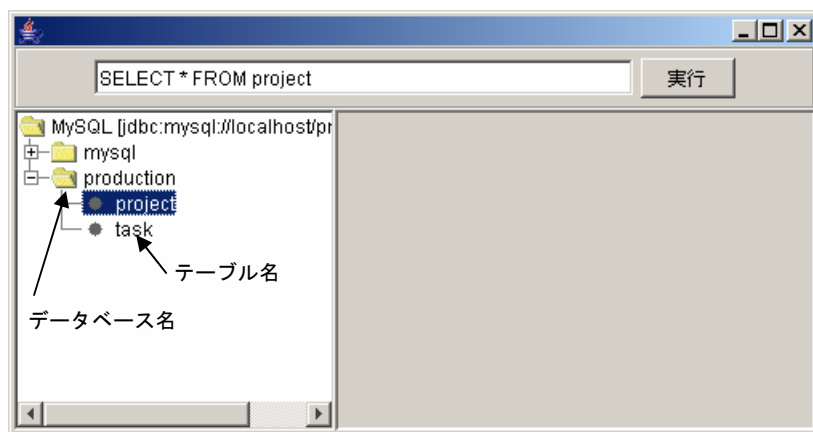 SELECT * FROM project
実行
MySQL [jdbc:mysql://localhost/pr
mysql
production
project
task
テーブル名
データベース名